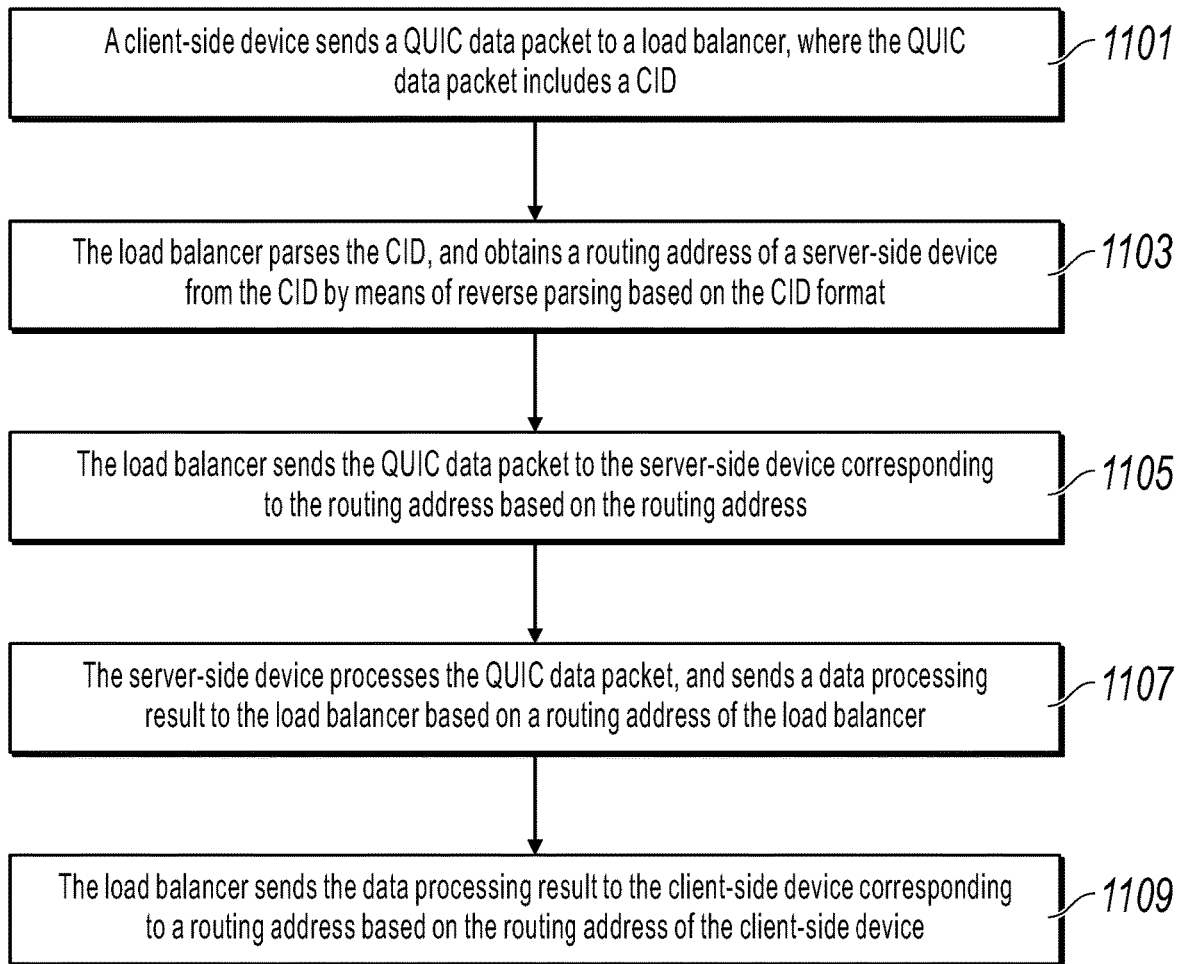 A client-side device sends a QUIC data packet to a load balancer, where the QUIC
data packet includes a CID
1101
The load balancer parses the CID, and obtains a routing address of a server-side device
from the CID by means of reverse parsing based on the CID format
1103
The load balancer sends the QUIC data packet to the server-side device corresponding
to the routing address based on the routing address
1105
The server-side device processes the QUIC data packet, and sends a data processing
result to the load balancer based on a routing address of the load balancer
1107
The load balancer sends the data processing result to the client-side device corresponding
to a routing address based on the routing address of the client-side device
1109